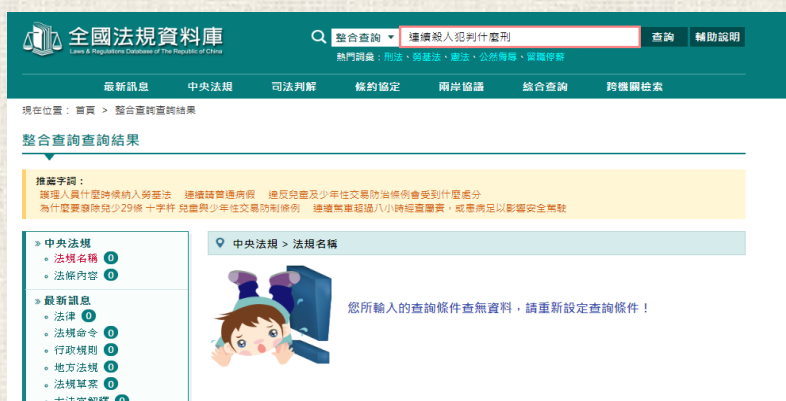 全國法規資料庫
Laws & Regulations Database of The Republic of China
整合查詢 ▼ 連續殺人犯判什麼刑 查詢 輔助說明
熱門詞彙：刑法、勞基法、憲法、公然侮辱、留職停薪
最新訊息 中央法規 司法判解 條約協定 兩岸協議 綜合查詢 跨機關檢索
現在位置： 首頁 > 整合查詢查詢結果
整合查詢查詢結果
推薦字詞：
護理人員什麼時候納入勞基法 連續請普通病假 違反兒童及少年性交易防治條例會受到什麼處分
為什麼要廢除兒少29條 十字杵 兒童與少年性交易防制條例 連續駕車超過八小時經查屬實，或患病足以影響安全駕駛
» 中央法規
法規名稱 0
法條內容 0
» 最新訊息
法律 0
法規命令 0
行政規則 0
地方法規 0
法規草案 0
大法官解釋 0
中央法規 > 法規名稱
您所輸入的查詢條件查無資料，請重新設定查詢條件！